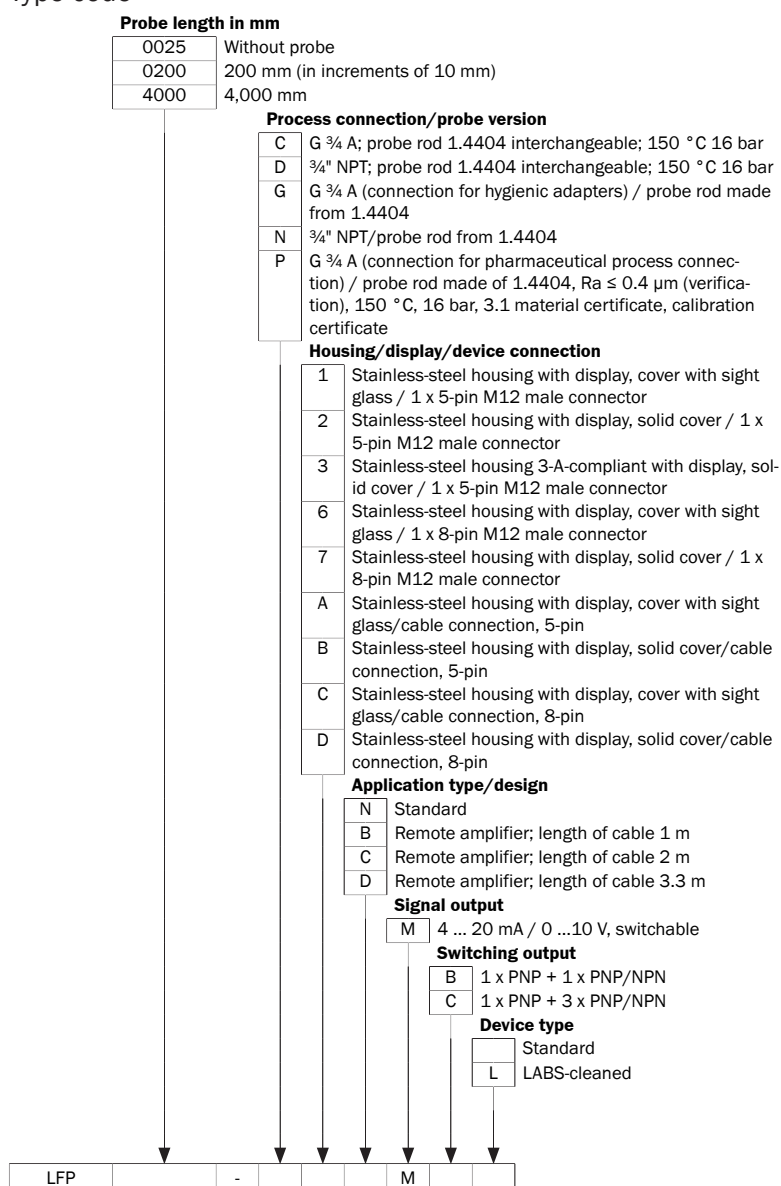 Type code
Probe length in mm
0025 Without probe
0200 200 mm (in increments of 10 mm)
4000 4,000 mm
Process connection/probe version
C G ¾ A; probe rod 1.4404 interchangeable; 150 °C 16 bar
D ¾" NPT; probe rod 1.4404 interchangeable; 150 °C 16 bar
G G ¾ A (connection for hygienic adapters) / probe rod made
from 1.4404
N ¾" NPT/probe rod from 1.4404
P G ¾ A (connection for pharmaceutical process connec-
tion) / probe rod made of 1.4404, Ra ≤ 0.4 µm (verifica-
tion), 150 °C, 16 bar, 3.1 material certificate, calibration
certificate
Housing/display/device connection
1 Stainless-steel housing with display, cover with sight
glass / 1 x 5-pin M12 male connector
2 Stainless-steel housing with display, solid cover / 1 x
5-pin M12 male connector
3 Stainless-steel housing 3-A-compliant with display, sol-
id cover / 1 x 5-pin M12 male connector
6 Stainless-steel housing with display, cover with sight
glass / 1 x 8-pin M12 male connector
7 Stainless-steel housing with display, solid cover / 1 x
8-pin M12 male connector
A Stainless-steel housing with display, cover with sight
glass/cable connection, 5-pin
B Stainless-steel housing with display, solid cover/cable
connection, 5-pin
C Stainless-steel housing with display, cover with sight
glass/cable connection, 8-pin
D Stainless-steel housing with display, solid cover/cable
connection, 8-pin
Application type/design
N Standard
B Remote amplifier; length of cable 1 m
C Remote amplifier; length of cable 2 m
D Remote amplifier; length of cable 3.3 m
Signal output
M 4 ... 20 mA / 0 ...10 V, switchable
Switching output
B 1 x PNP + 1 x PNP/NPN
C 1 x PNP + 3 x PNP/NPN
Device type
Standard
L LABS-cleaned
LFP - M